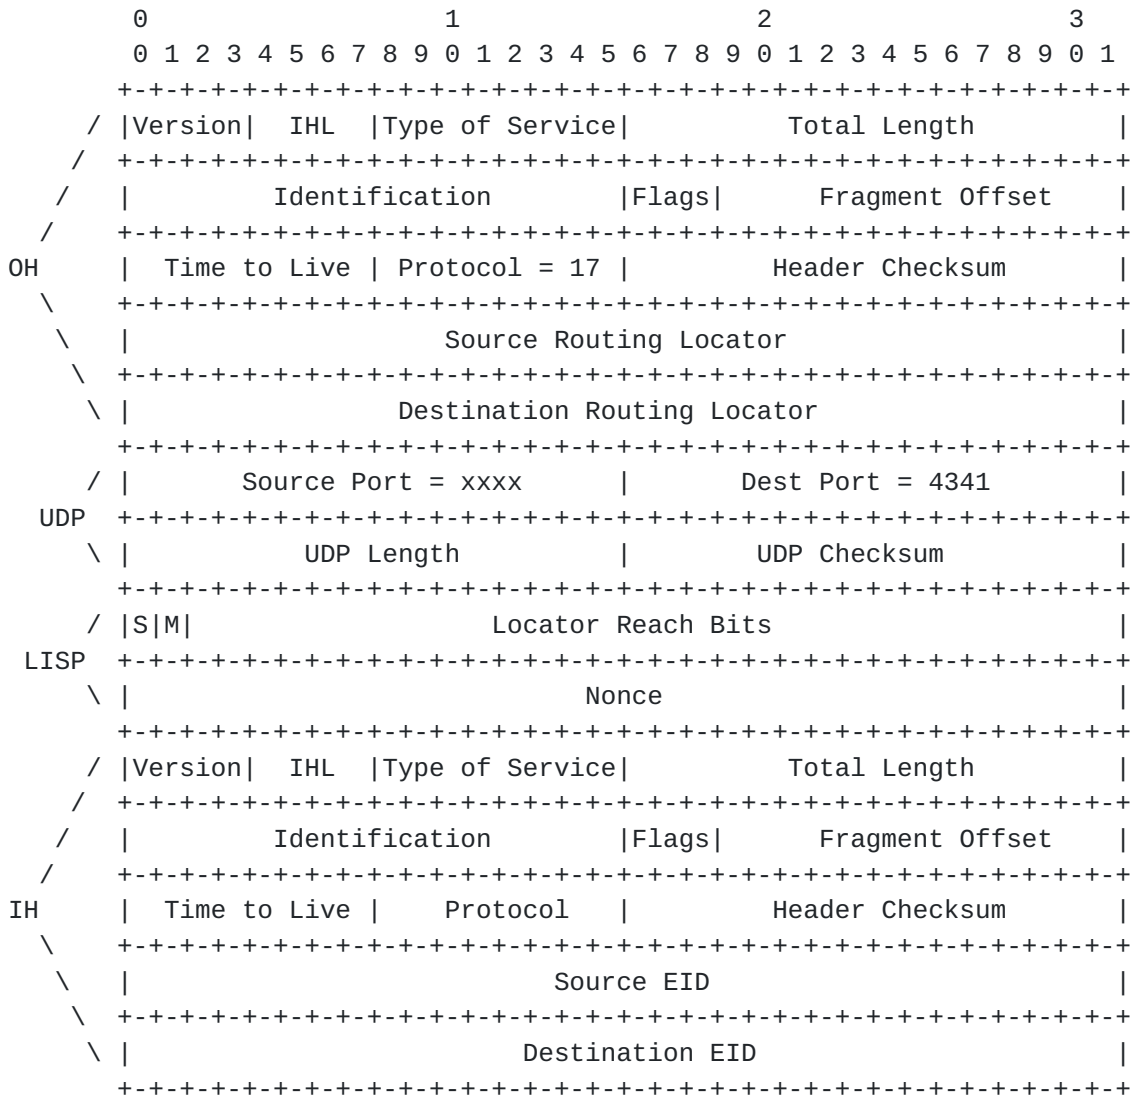 0                   1                   2                   3
        0 1 2 3 4 5 6 7 8 9 0 1 2 3 4 5 6 7 8 9 0 1 2 3 4 5 6 7 8 9 0 1
       +-+-+-+-+-+-+-+-+-+-+-+-+-+-+-+-+-+-+-+-+-+-+-+-+-+-+-+-+-+-+-+-+
     / |Version|  IHL  |Type of Service|          Total Length         |
    /  +-+-+-+-+-+-+-+-+-+-+-+-+-+-+-+-+-+-+-+-+-+-+-+-+-+-+-+-+-+-+-+-+
   /   |         Identification        |Flags|      Fragment Offset    |
  /    +-+-+-+-+-+-+-+-+-+-+-+-+-+-+-+-+-+-+-+-+-+-+-+-+-+-+-+-+-+-+-+-+
OH     |  Time to Live | Protocol = 17 |         Header Checksum       |
  \    +-+-+-+-+-+-+-+-+-+-+-+-+-+-+-+-+-+-+-+-+-+-+-+-+-+-+-+-+-+-+-+-+
   \   |                    Source Routing Locator                     |
    \  +-+-+-+-+-+-+-+-+-+-+-+-+-+-+-+-+-+-+-+-+-+-+-+-+-+-+-+-+-+-+-+-+
     \ |                 Destination Routing Locator                   |
       +-+-+-+-+-+-+-+-+-+-+-+-+-+-+-+-+-+-+-+-+-+-+-+-+-+-+-+-+-+-+-+-+
     / |       Source Port = xxxx      |       Dest Port = 4341        |
  UDP  +-+-+-+-+-+-+-+-+-+-+-+-+-+-+-+-+-+-+-+-+-+-+-+-+-+-+-+-+-+-+-+-+
     \ |           UDP Length          |        UDP Checksum           |
       +-+-+-+-+-+-+-+-+-+-+-+-+-+-+-+-+-+-+-+-+-+-+-+-+-+-+-+-+-+-+-+-+
     / |S|M|                   Locator Reach Bits                      |
 LISP  +-+-+-+-+-+-+-+-+-+-+-+-+-+-+-+-+-+-+-+-+-+-+-+-+-+-+-+-+-+-+-+-+
     \ |                             Nonce                             |
       +-+-+-+-+-+-+-+-+-+-+-+-+-+-+-+-+-+-+-+-+-+-+-+-+-+-+-+-+-+-+-+-+
     / |Version|  IHL  |Type of Service|          Total Length         |
    /  +-+-+-+-+-+-+-+-+-+-+-+-+-+-+-+-+-+-+-+-+-+-+-+-+-+-+-+-+-+-+-+-+
   /   |         Identification        |Flags|      Fragment Offset    |
  /    +-+-+-+-+-+-+-+-+-+-+-+-+-+-+-+-+-+-+-+-+-+-+-+-+-+-+-+-+-+-+-+-+
IH     |  Time to Live |    Protocol   |         Header Checksum       |
  \    +-+-+-+-+-+-+-+-+-+-+-+-+-+-+-+-+-+-+-+-+-+-+-+-+-+-+-+-+-+-+-+-+
   \   |                           Source EID                          |
    \  +-+-+-+-+-+-+-+-+-+-+-+-+-+-+-+-+-+-+-+-+-+-+-+-+-+-+-+-+-+-+-+-+
     \ |                         Destination EID                       |
       +-+-+-+-+-+-+-+-+-+-+-+-+-+-+-+-+-+-+-+-+-+-+-+-+-+-+-+-+-+-+-+-+